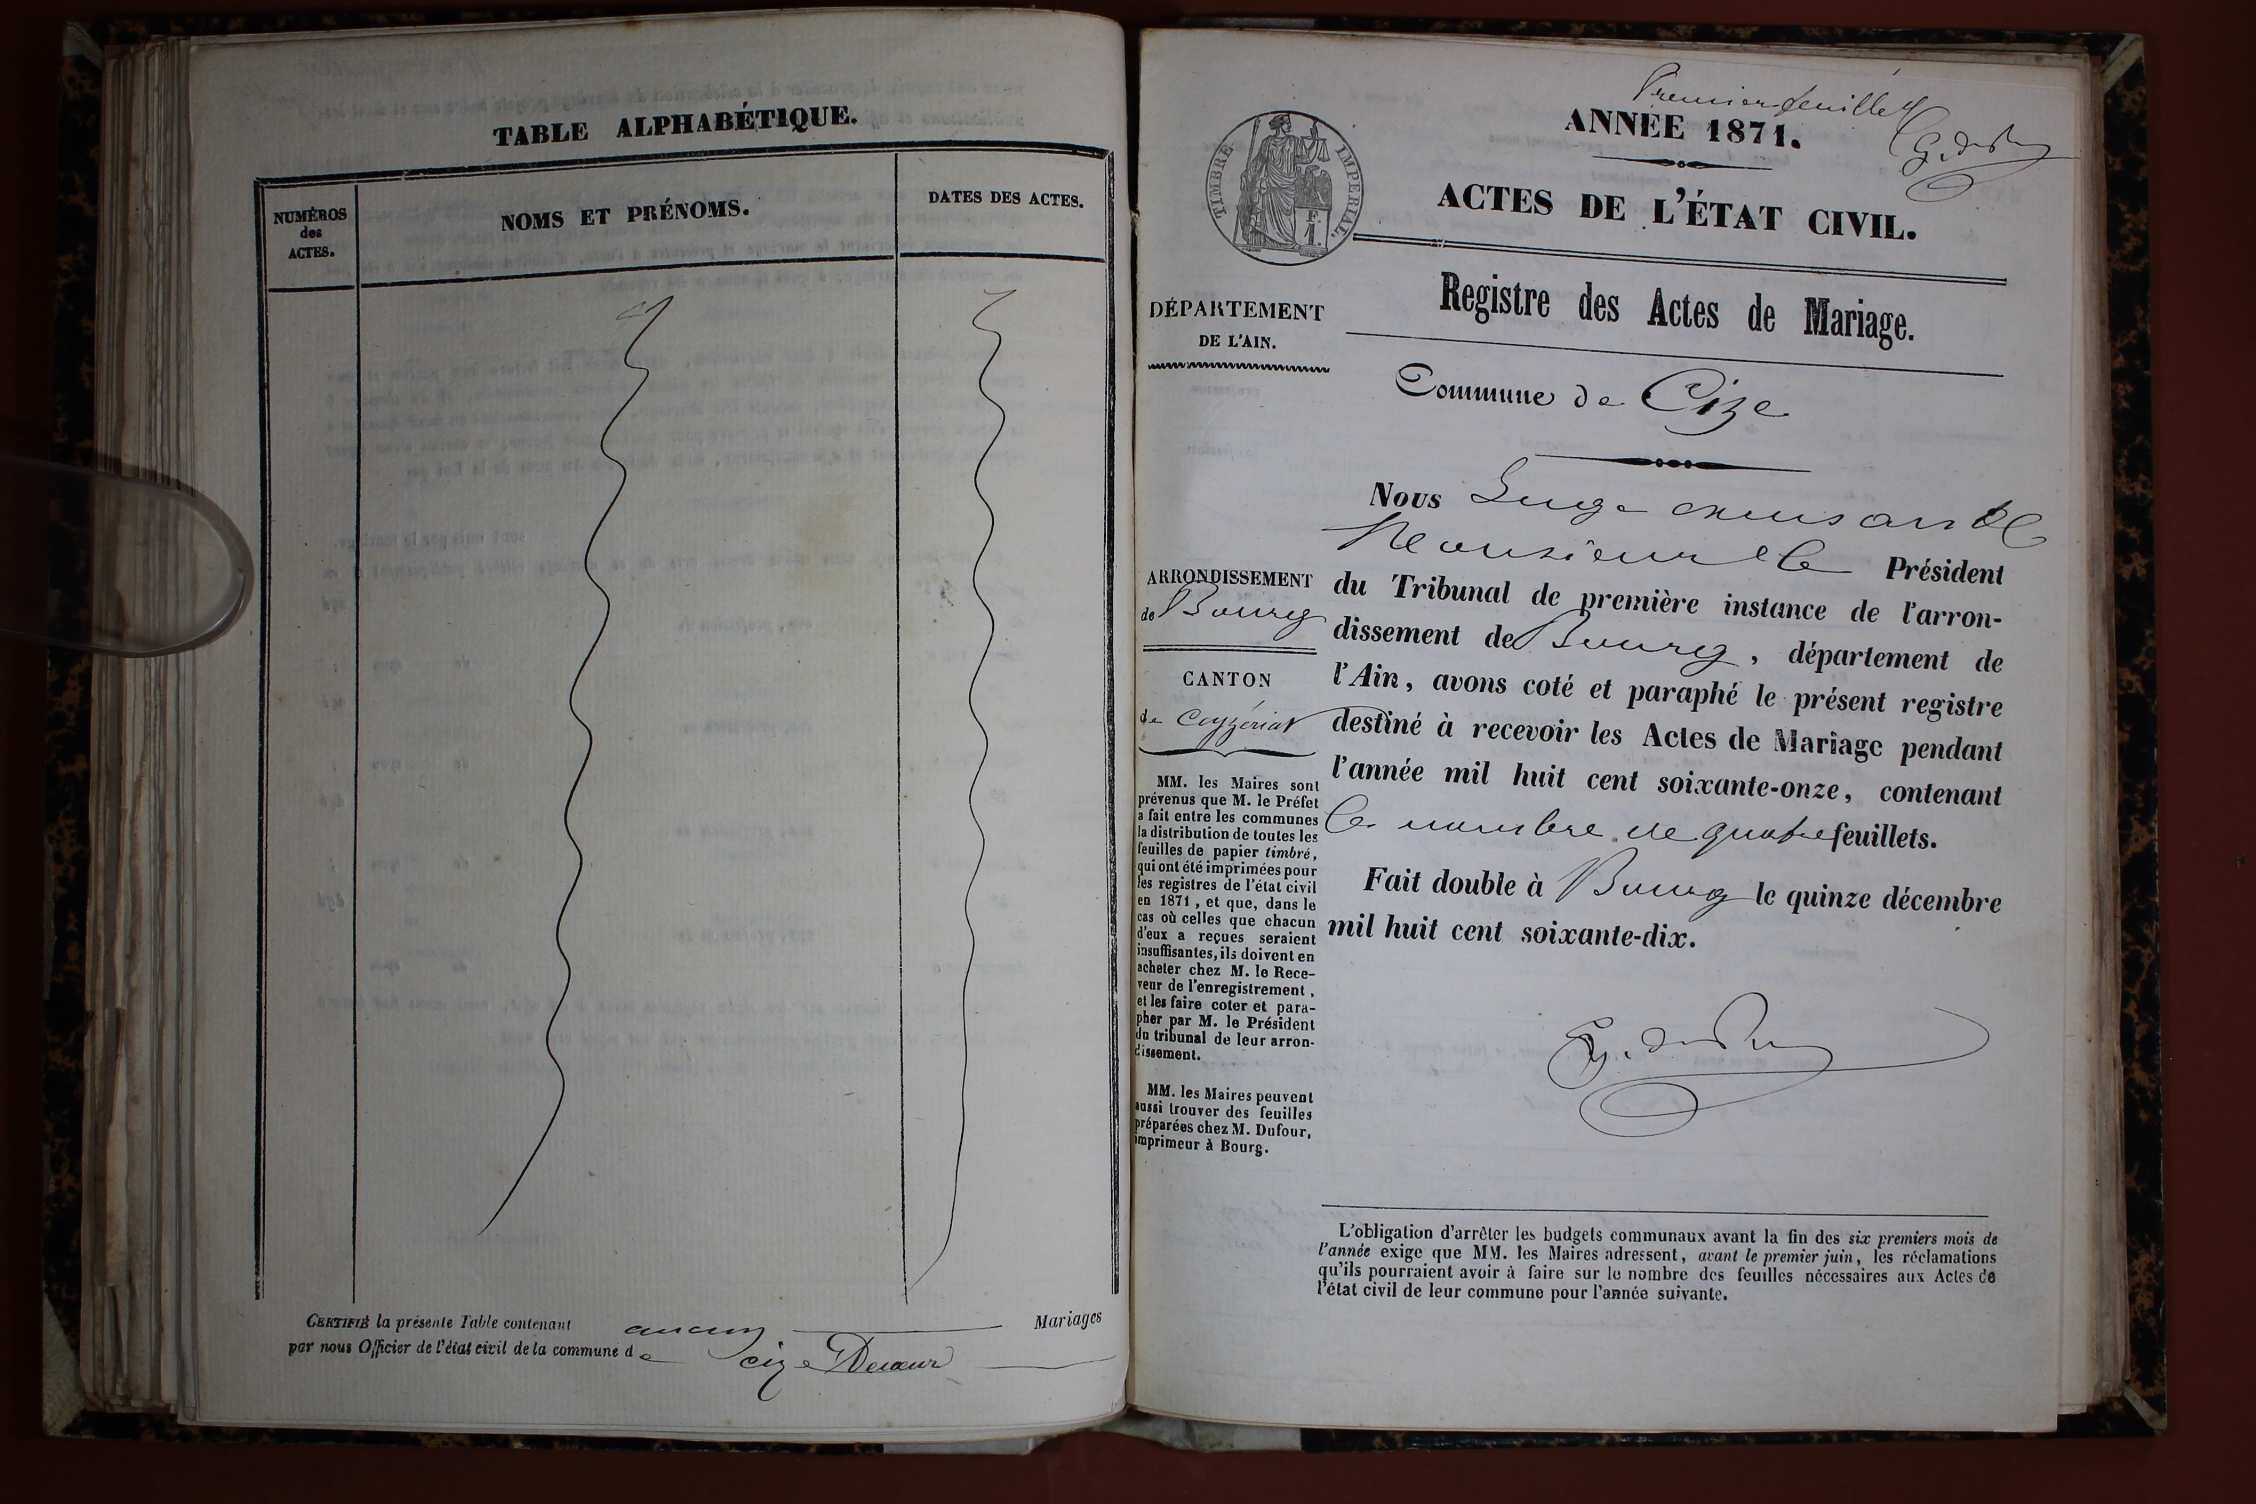 TABLE ALPHABÉTIQUE.
NUMÉROS
des
ACTES.
NOMS ET PRÉNOMS.
DATES DES ACTES.
CERTIFIÉ la présente Table contenant aucun Mariages
par nous Officier de l'état civil de la commune de Cize
Premier feuillet
ANNÉE 1871.
TIMBRE IMPERIAL.
F.
1.
ACTES DE L'ÉTAT CIVIL.
Registre des Actes de Mariage.
DÉPARTEMENT
DE L'AIN.
Commune de Cize
ARRONDISSEMENT
de Bourg
CANTON
de Ceyzériat
MM. les Maires sont
prévenus que M. le Préfet
a fait entre les communes
la distribution de toutes les
feuilles de papier timbré,
qui ont été imprimées pour
les registres de l'état civil
en 1871, et que, dans le
cas où celles que chacun
d'eux a reçues seraient
insuffisantes, ils doivent en
acheter chez M. le Rece-
veur de l'enregistrement,
et les faire coter et para-
pher par M. le Président
du tribunal de leur arron-
dissement.
MM. les Maires peuvent
aussi trouver des feuilles
préparées chez M. Dufour,
imprimeur à Bourg.
Nous Juge
Monsieur le Président
du Tribunal de première instance de l'arron-
dissement de Bourg, département de
l'Ain, avons coté et paraphé le présent registre
destiné à recevoir les Actes de Mariage pendant
l'année mil huit cent soixante-onze, contenant
le nombre de quatre feuillets.
Fait double à Bourg le quinze décembre
mil huit cent soixante-dix.
L'obligation d'arrêter les budgets communaux avant la fin des six premiers mois de
l'année exige que MM. les Maires adressent, avant le premier juin, les réclamations
qu'ils pourraient avoir à faire sur le nombre des feuilles nécessaires aux Actes de
l'état civil de leur commune pour l'année suivante.